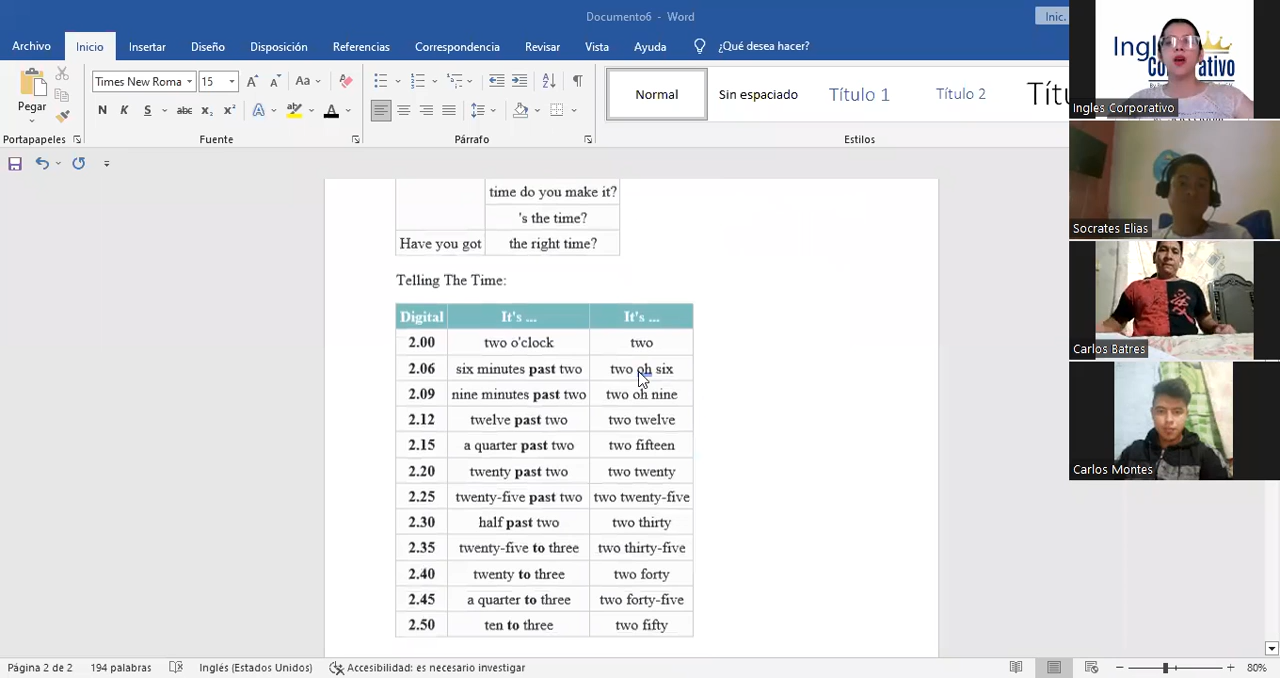 Documento6 - Word
Inic.
Archivo Inicio Insertar Diseño Disposición Referencias Correspondencia Revisar Vista Ayuda ¿Qué desea hacer?
Pegar
Times New Roma 15
N K S abc x₂ x²
Normal Sin espaciado Título 1 Título 2
Portapapeles Fuente Párrafo Estilos
time do you make it?
's the time?
Have you got the right time?
Telling The Time:
Digital It's ... It's ...
2.00 two o'clock two
2.06 six minutes past two two oh six
2.09 nine minutes past two two oh nine
2.12 twelve past two two twelve
2.15 a quarter past two two fifteen
2.20 twenty past two two twenty
2.25 twenty-five past two two twenty-five
2.30 half past two two thirty
2.35 twenty-five to three two thirty-five
2.40 twenty to three two forty
2.45 a quarter to three two forty-five
2.50 ten to three two fifty
Ingles Corporativo
Socrates Elias
Carlos Batres
Carlos Montes
Página 2 de 2 194 palabras Inglés (Estados Unidos) Accesibilidad: es necesario investigar 80%